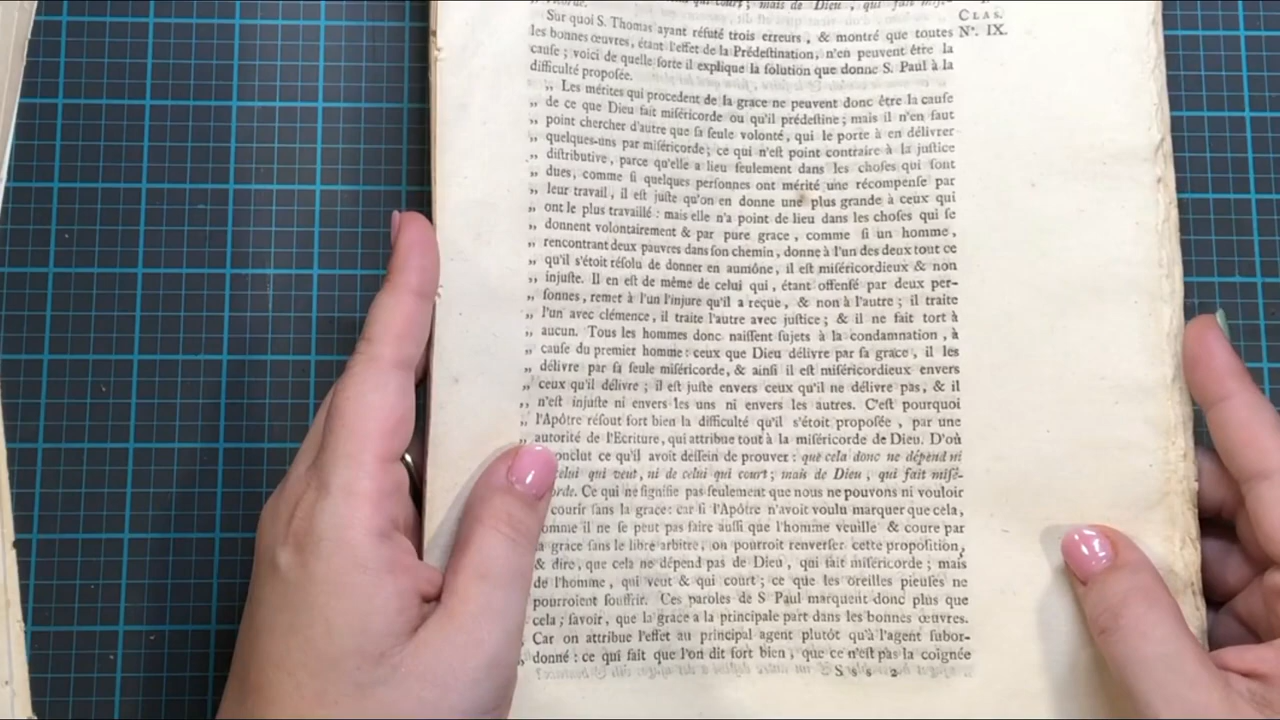 qui court; mais de Dieu, qui fait
CLAS.
Nº. IX.
Sur quoi S. Thomas ayant réfuté trois erreurs, & montré que toutes
les bonnes œuvres, étant l'effet de la Prédeſtination, n'en peuvent être la
cauſe; voici de quelle ſorte il explique la ſolution que donne S. Paul à la
difficulté propoſée.
„ Les mérites qui procedent de la grace ne peuvent donc être la cauſe
„ de ce que Dieu fait miſéricorde ou qu'il prédeſtine; mais il n'en faut
„ point chercher d'autre que ſa ſeule volonté, qui le porte à en délivrer
„ quelques-uns par miſéricorde; ce qui n'eſt point contraire à la juſtice
„ diſtributive, parce qu'elle a lieu ſeulement dans les choſes qui ſont
„ dues, comme ſi quelques perſonnes ont mérité une récompenſe par
„ leur travail, il eſt juſte qu'on en donne une plus grande à ceux qui
„ ont le plus travaillé: mais elle n'a point de lieu dans les choſes qui ſe
„ donnent volontairement & par pure grace, comme ſi un homme,
„ rencontrant deux pauvres dans ſon chemin, donne à l'un des deux tout ce
„ qu'il s'étoit réſolu de donner en aumône, il eſt miſéricordieux & non
„ injuſte. Il en eſt de même de celui qui, étant offenſé par deux per-
„ ſonnes, remet à l'un l'injure qu'il a reçue, & non à l'autre; il traite
„ l'un avec clémence, il traite l'autre avec juſtice; & il ne fait tort à
„ aucun. Tous les hommes donc naiſſent ſujets à la condamnation, à
„ cauſe du premier homme: ceux que Dieu délivre par ſa grace, il les
„ délivre par ſa ſeule miſéricorde, & ainſi il eſt miſéricordieux envers
„ ceux qu'il délivre; il eſt juſte envers ceux qu'il ne délivre pas, & il
„ n'eſt injuſte ni envers les uns ni envers les autres. C'eſt pourquoi
„ l'Apôtre réſout fort bien la difficulté qu'il s'étoit propoſée, par une
„ autorité de l'Ecriture, qui attribue tout à la miſéricorde de Dieu. D'où
onclut ce qu'il avoit deſſein de prouver: que cela donc ne dépend ni
elui qui veut, ni de celui qui court; mais de Dieu, qui fait miſé-
orde. Ce qui ne ſignifie pas ſeulement que nous ne pouvons ni vouloir
courir ſans la grace: car ſi l'Apôtre n'avoit voulu marquer que cela,
omme il ne ſe peut pas faire auſſi que l'homme veuille & coure par
la grace ſans le libre arbitre, on pourroit renverſer cette propoſition,
& dire, que cela ne dépend pas de Dieu, qui fait miſéricorde; mais
de l'homme, qui veut & qui court; ce que les oreilles pieuſes ne
pourroient ſouffrir. Ces paroles de S Paul marquent donc plus que
cela; ſavoir, que la grace a la principale part dans les bonnes œuvres.
Car on attribue l'effet au principal agent plutôt qu'à l'agent ſubor-
„ donné: ce qui fait que l'on dit fort bien, que ce n'eſt pas la coignée
S s s 2